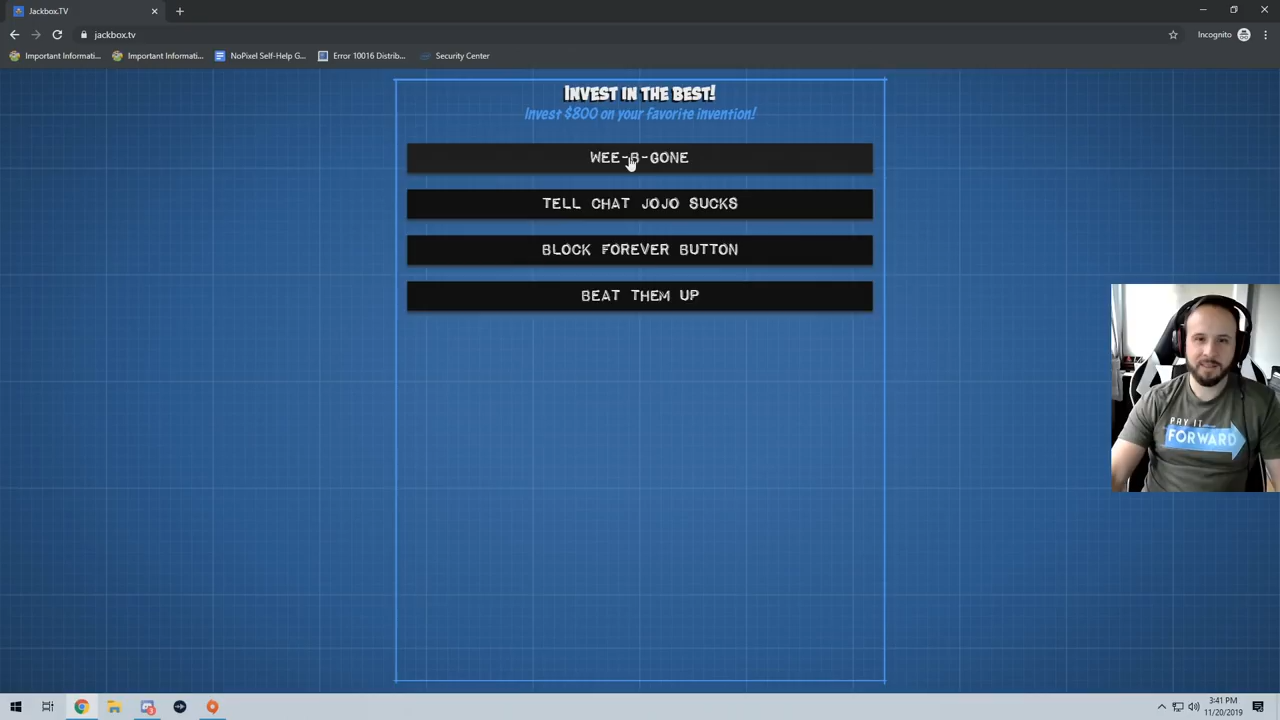 Jackbox.TV
jackbox.tv
Incognito
Important Informati...
Important Informati...
NoPixel Self-Help G...
Error 10016 Distrib...
Security Center
INVEST IN THE BEST!
Invest $800 on your favorite invention!
WEE-B-GONE
TELL CHAT JOJO SUCKS
BLOCK FOREVER BUTTON
BEAT THEM UP
PAY IT
FORWARD
3:41 PM
11/20/2019